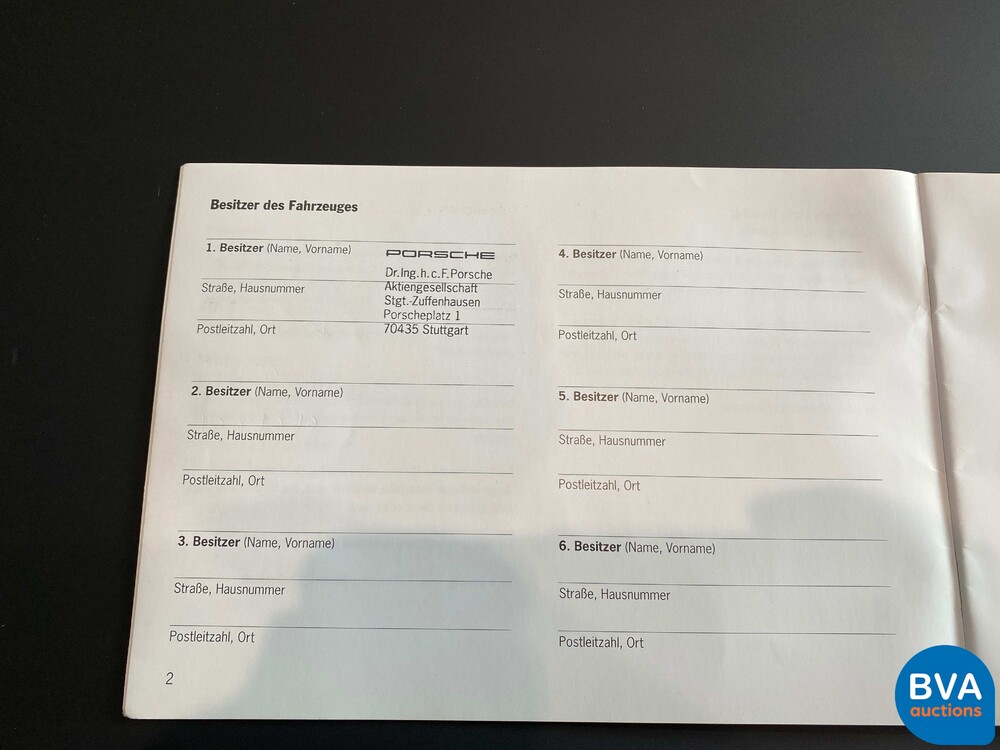 Besitzer des Fahrzeuges
1. Besitzer (Name, Vorname)
PORSCHE
Dr.Ing.h.c.F.Porsche
Straße, Hausnummer
Aktiengesellschaft
Stgt.-Zuffenhausen
Porscheplatz 1
Postleitzahl, Ort
70435 Stuttgart
2. Besitzer (Name, Vorname)
Straße, Hausnummer
Postleitzahl, Ort
3. Besitzer (Name, Vorname)
Straße, Hausnummer
Postleitzahl, Ort
2
4. Besitzer (Name, Vorname)
Straße, Hausnummer
Postleitzahl, Ort
5. Besitzer (Name, Vorname)
Straße, Hausnummer
Postleitzahl, Ort
6. Besitzer (Name, Vorname)
Straße, Hausnummer
Postleitzahl, Ort
BVA
auctions